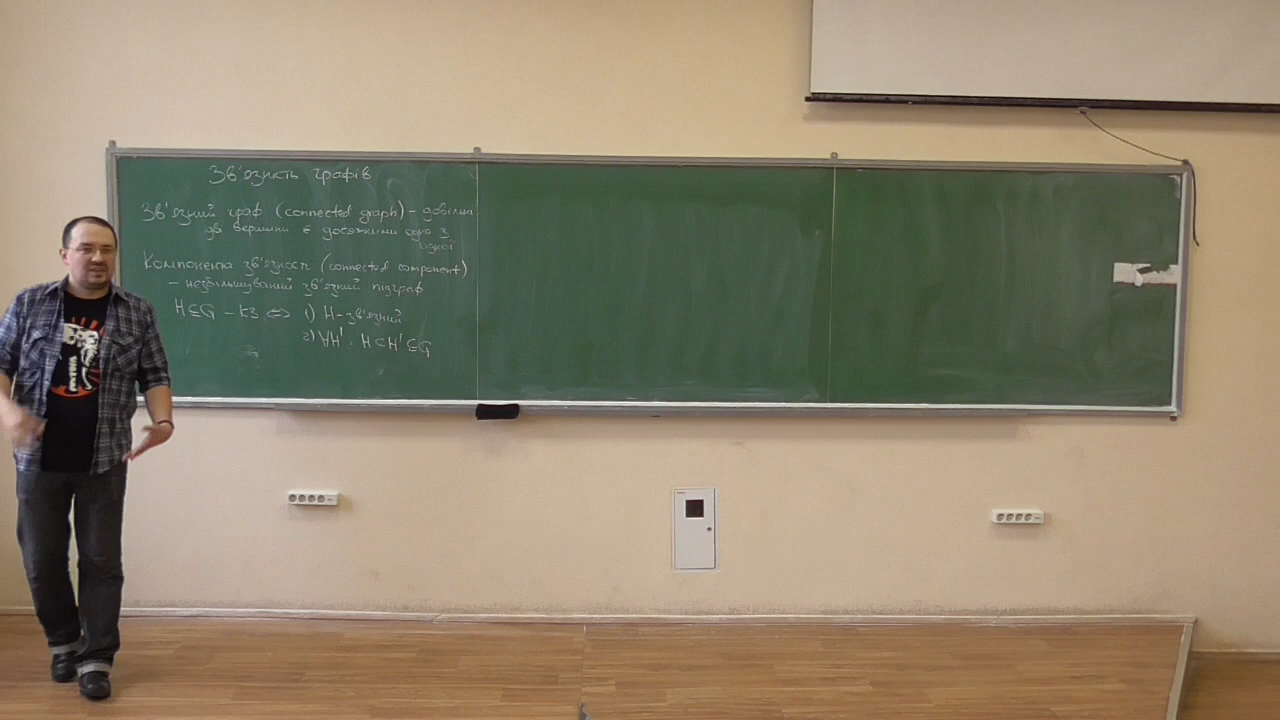 Зв'язність графів
Зв'язний граф (connected graph) – довільні
дві вершини є досяжними одна з
одної
Компонента зв'язності (connected component)
– незбільшуваний зв'язний підграф
H⊆G – КЗ ⇔ 1) H – зв'язний
2) ∀H': H⊂H'⊆G